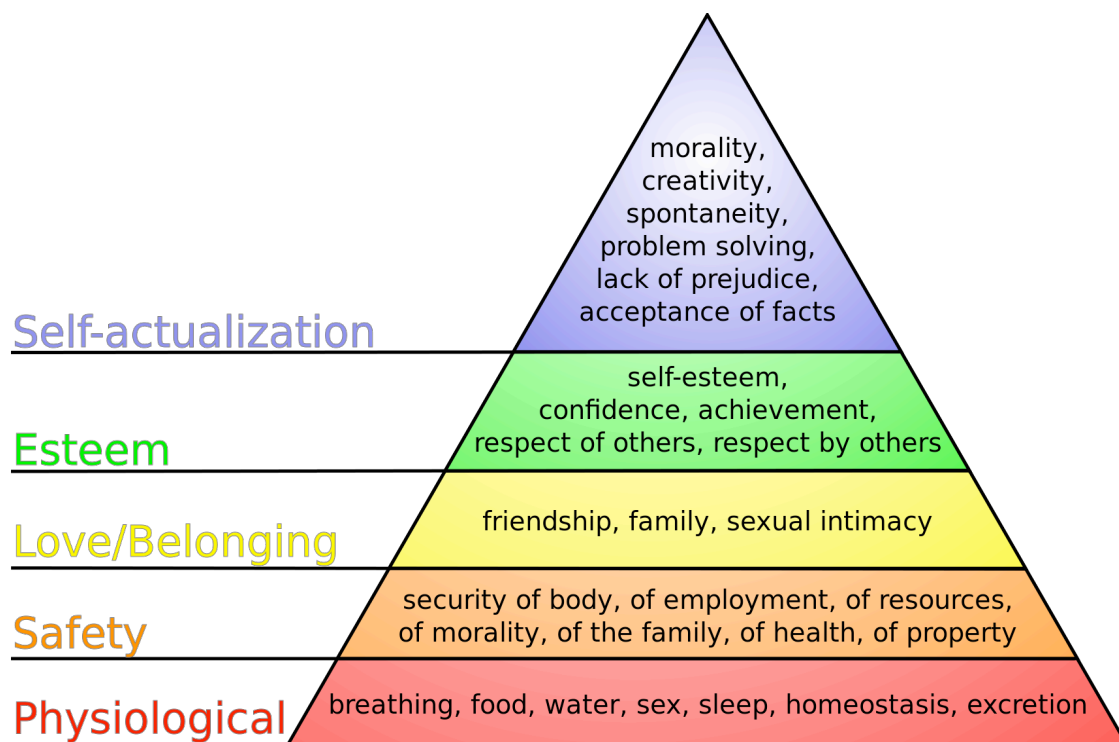 morality,
creativity,
spontaneity,
problem solving,
lack of prejudice,
acceptance of facts
Self-actualization
self-esteem,
confidence, achievement,
respect of others, respect by others
Esteem
friendship, family, sexual intimacy
Love/Belonging
security of body, of employment, of resources,
of morality, of the family, of health, of property
Safety
breathing, food, water, sex, sleep, homeostasis, excretion
Physiological